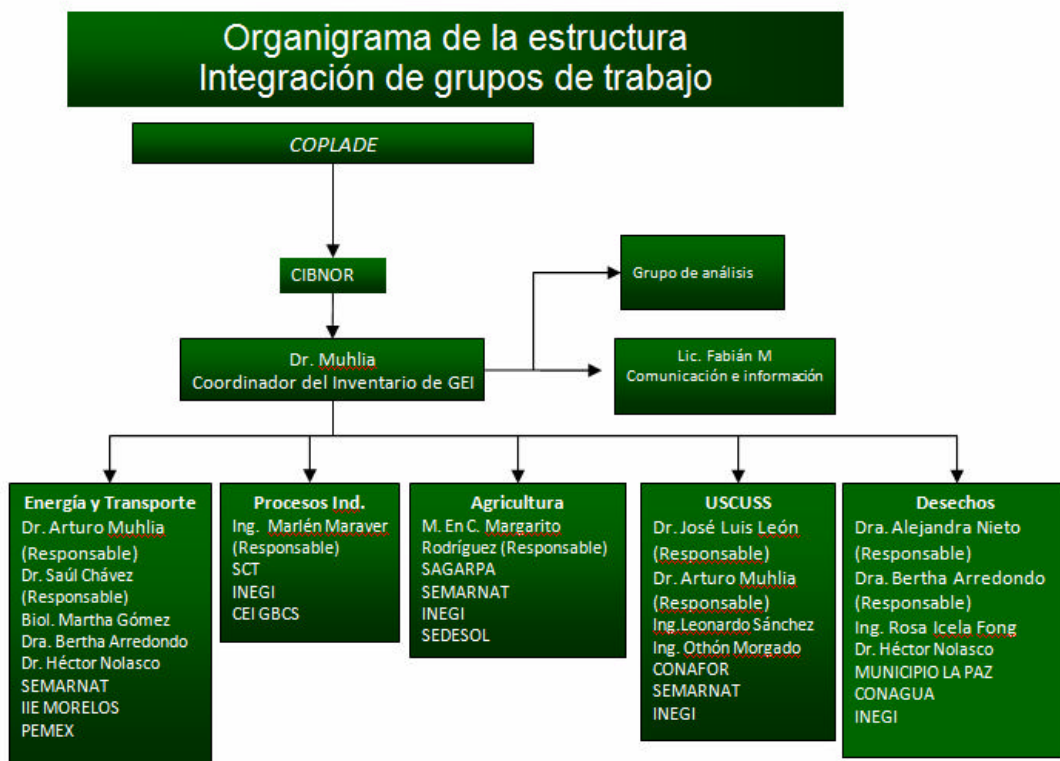 Organigrama de la estructura
Integración de grupos de trabajo
COPLADE
CIBNOR
Grupo de análisis
Dr. Muhlia
Coordinador del Inventario de GEI
Lic. Fabián M
Comunicación e información
Energía y Transporte
Dr. Arturo Muhlia
(Responsable)
Dr. Saúl Chávez
(Responsable)
Biol. Martha Gómez
Dra. Bertha Arredondo
Dr. Héctor Nolasco
SEMARNAT
IIE MORELOS
PEMEX
Procesos Ind.
Ing. Marlén Maraver
(Responsable)
SCT
INEGI
CEI GBCS
Agricultura
M. En C. Margarito
Rodríguez (Responsable)
SAGARPA
SEMARNAT
INEGI
SEDESOL
USCUSS
Dr. José Luis León
(Responsable)
Dr. Arturo Muhlia
(Responsable)
Ing.Leonardo Sánchez
Ing. Othón Morgado
CONAFOR
SEMARNAT
INEGI
Desechos
Dra. Alejandra Nieto
(Responsable)
Dra. Bertha Arredondo
(Responsable)
Ing. Rosa Icela Fong
Dr. Héctor Nolasco
MUNICIPIO LA PAZ
CONAGUA
INEGI